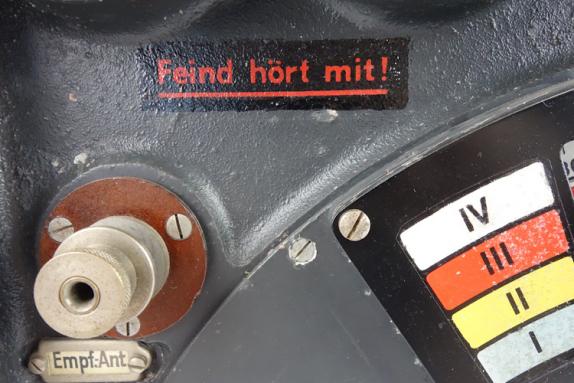 Feind hört mit!
IV
III
II
I
Empf.-Ant.